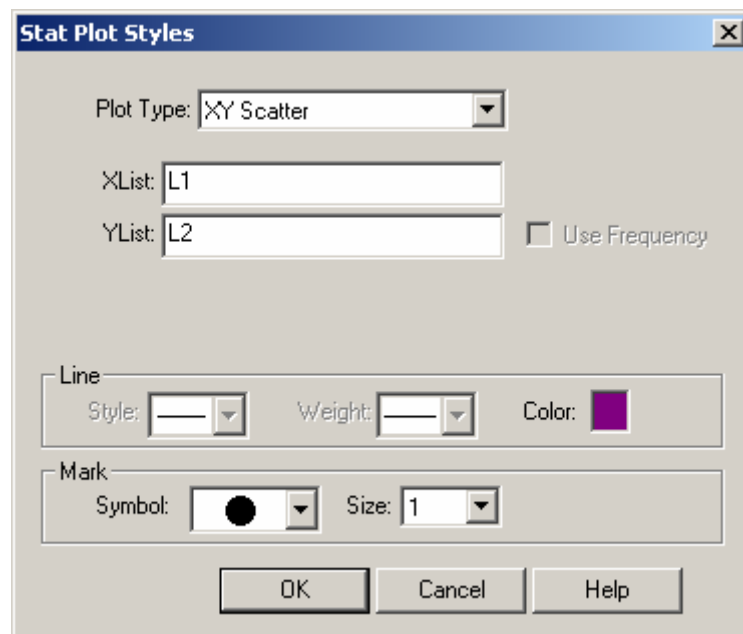 Stat Plot Styles
Plot Type: XY Scatter
XList: L1
YList: L2 Use Frequency
Line
Style: Weight: Color:
Mark
Symbol: Size: 1
OK Cancel Help